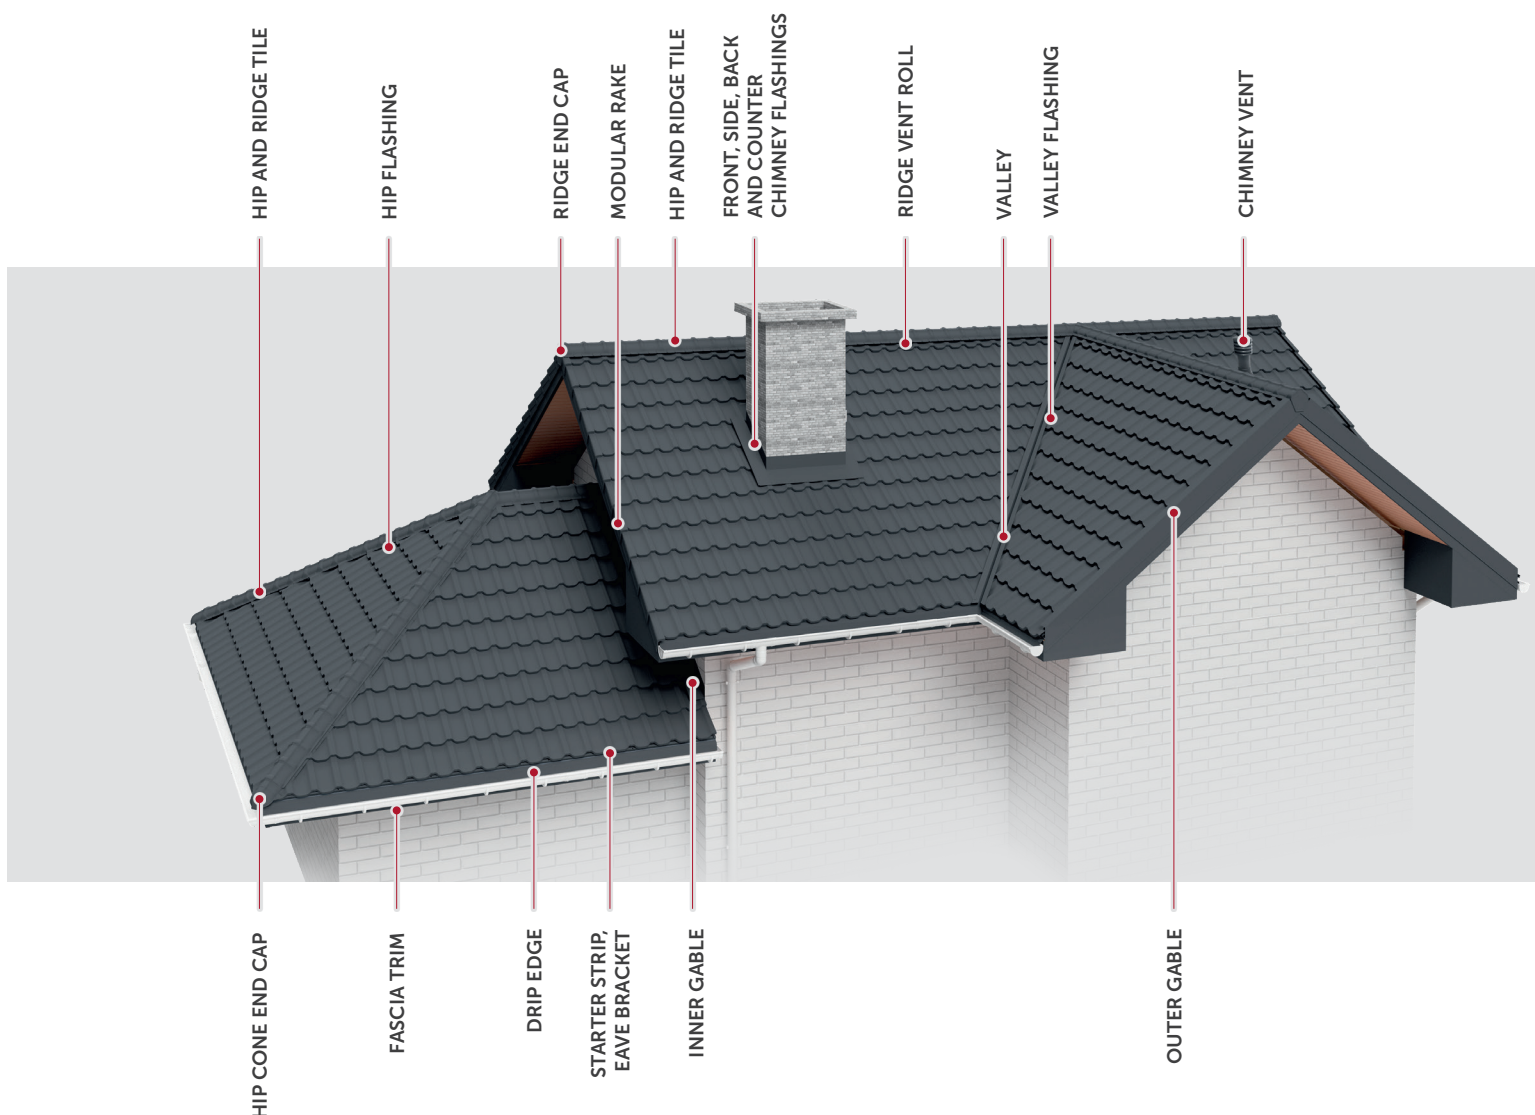 HIP AND RIDGE TILE
HIP FLASHING
RIDGE END CAP
MODULAR RAKE
HIP AND RIDGE TILE
FRONT, SIDE, BACK
AND COUNTER
CHIMNEY FLASHINGS
RIDGE VENT ROLL
VALLEY
VALLEY FLASHING
CHIMNEY VENT
HIP CONE END CAP
FASCIA TRIM
DRIP EDGE
STARTER STRIP,
EAVE BRACKET
INNER GABLE
OUTER GABLE